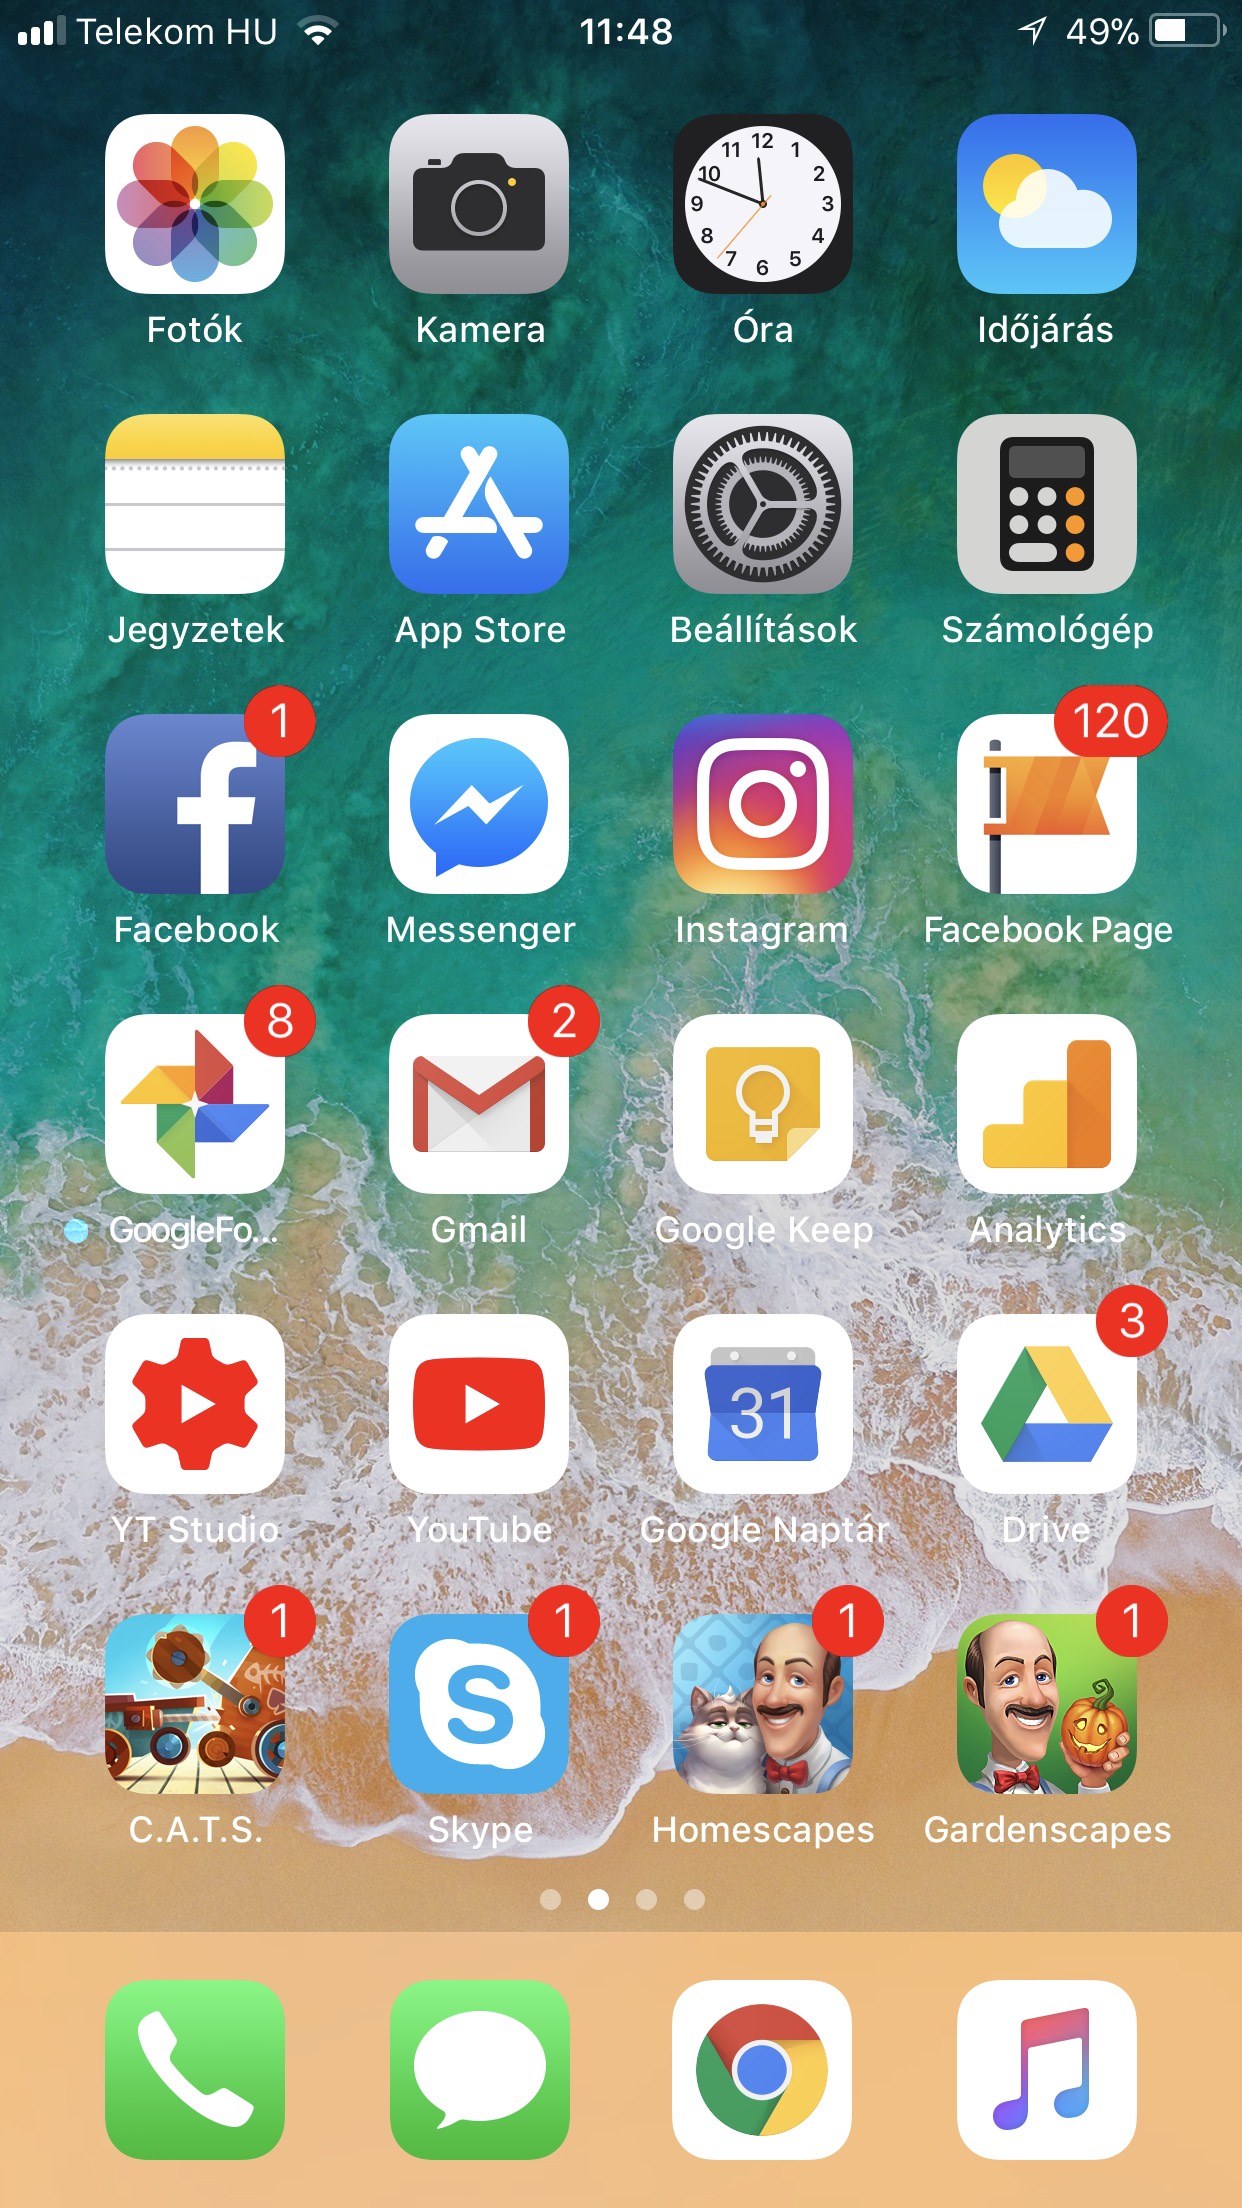 Telekom HU 11:48 49%
12
11 1
10 2
9 3
8 4
7 5
6
Fotók Kamera Óra Időjárás
Jegyzetek App Store Beállítások Számológép
1 120
Facebook Messenger Instagram Facebook Page
8 2
GoogleFo... Gmail Google Keep Analytics
3
31
YT Studio YouTube Google Naptár Drive
1 1 1 1
C.A.T.S. Skype Homescapes Gardenscapes